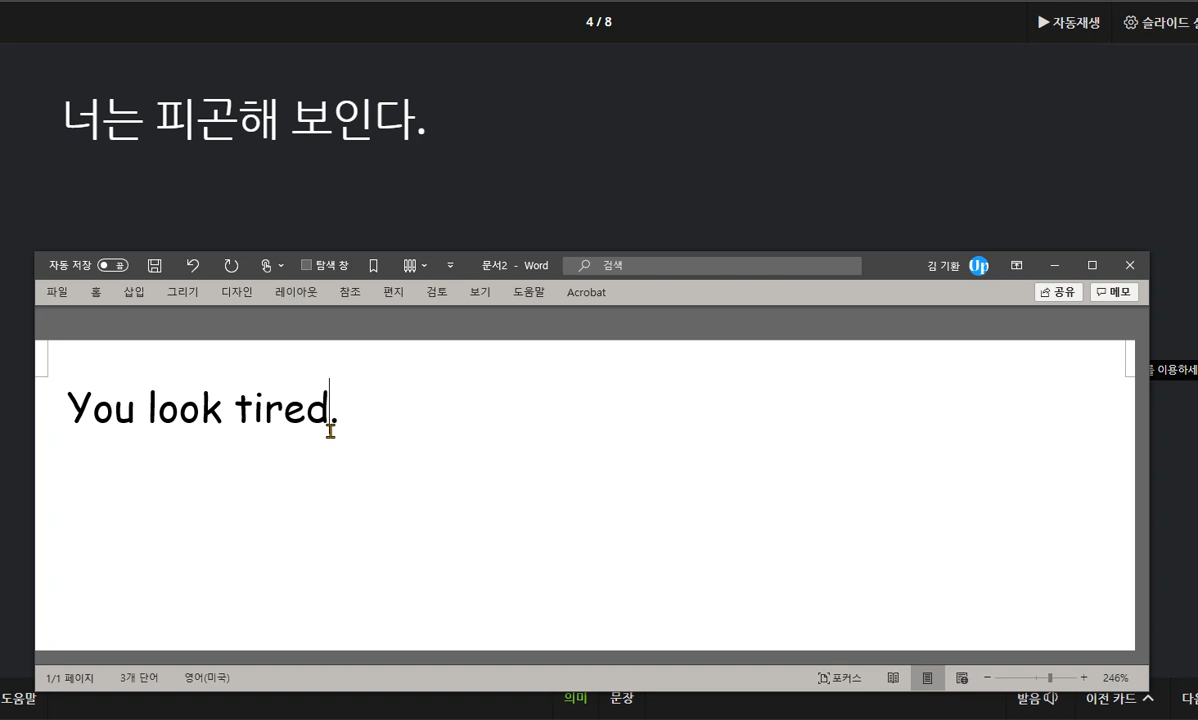 4 / 8
▶ 자동재생
슬라이드
너는 피곤해 보인다.
자동 저장 끔
탐색 창
문서2 - Word
검색
김 기환
Up
파일 홈 삽입 그리기 디자인 레이아웃 참조 편지 검토 보기 도움말 Acrobat
공유 메모
를 이용하세
You look tired.
1/1 페이지 3개 단어 영어(미국)
포커스
246%
도움말
의미 문장
발음 이전 카드